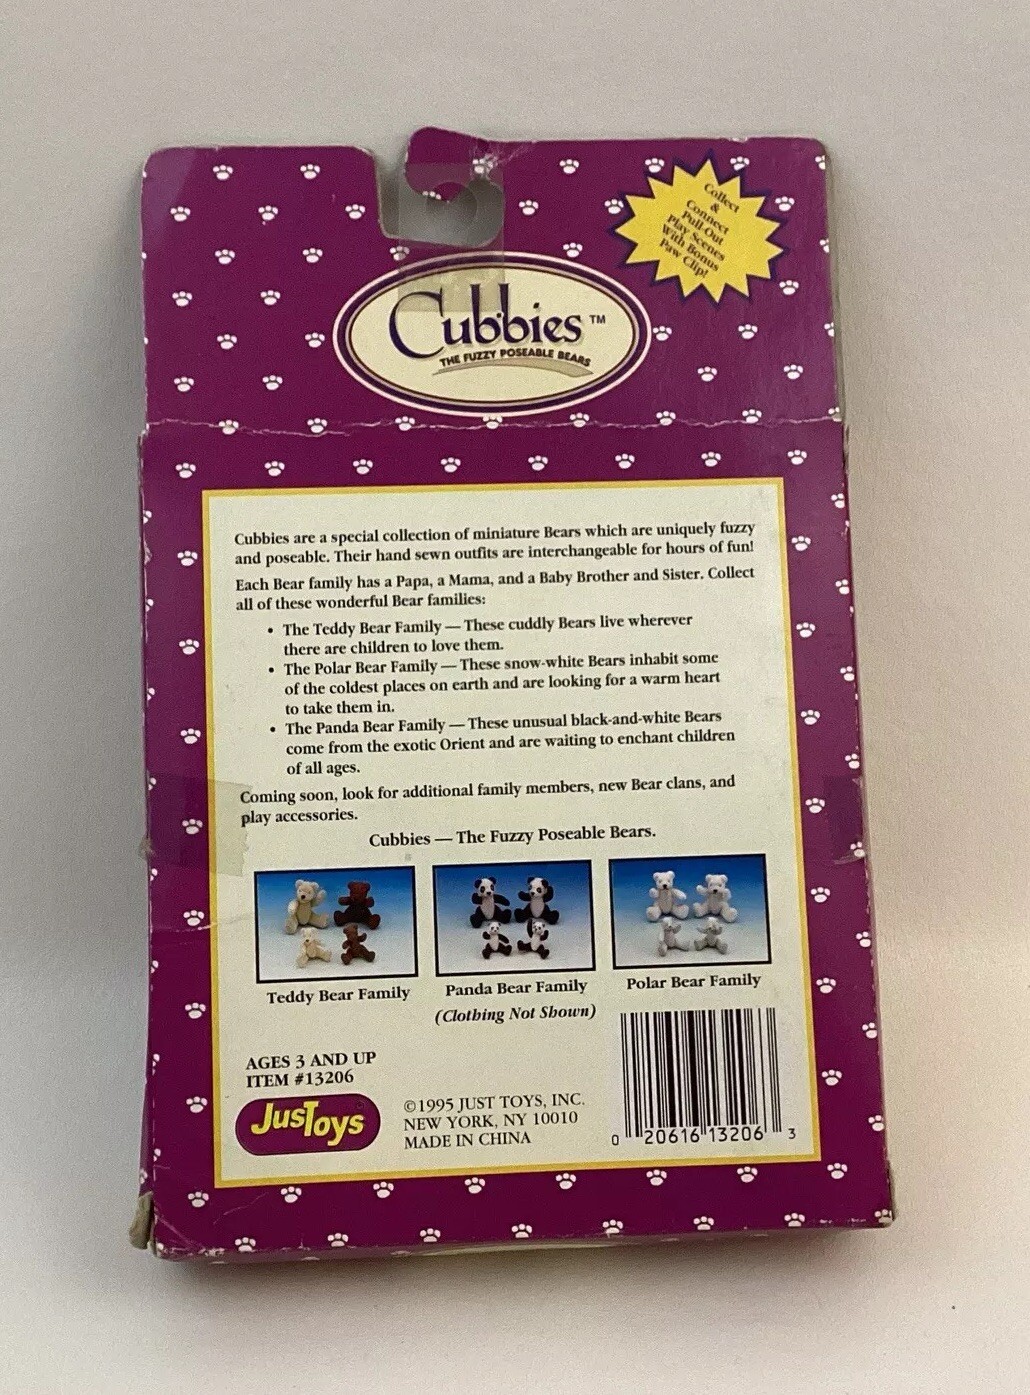 Collect
&
Connect
Pull-Out
Play Scenes
With Bonus
Paw Clip!
Cubbies™
THE FUZZY POSEABLE BEARS
Cubbies are a special collection of miniature Bears which are uniquely fuzzy
and poseable. Their hand sewn outfits are interchangeable for hours of fun!
Each Bear family has a Papa, a Mama, and a Baby Brother and Sister. Collect
all of these wonderful Bear families:
• The Teddy Bear Family — These cuddly Bears live wherever
there are children to love them.
• The Polar Bear Family — These snow-white Bears inhabit some
of the coldest places on earth and are looking for a warm heart
to take them in.
• The Panda Bear Family — These unusual black-and-white Bears
come from the exotic Orient and are waiting to enchant children
of all ages.
Coming soon, look for additional family members, new Bear clans, and
play accessories.
Cubbies — The Fuzzy Poseable Bears.
Teddy Bear Family
Panda Bear Family
Polar Bear Family
(Clothing Not Shown)
AGES 3 AND UP
ITEM #13206
JusToys
©1995 JUST TOYS, INC.
NEW YORK, NY 10010
MADE IN CHINA
0 20616 13206 3